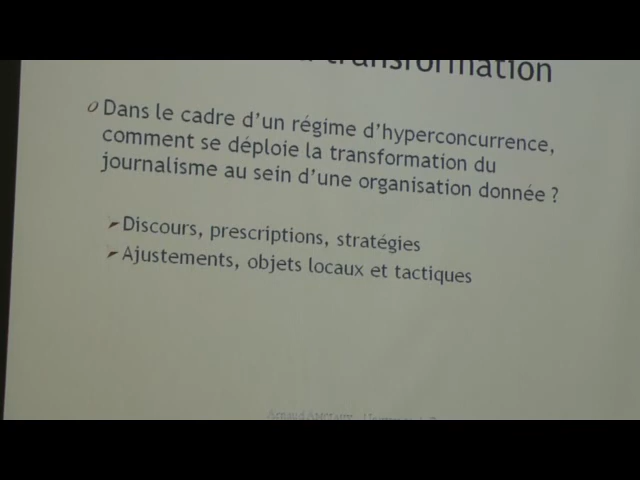 transformation
Dans le cadre d'un régime d'hyperconcurrence,
comment se déploie la transformation du
journalisme au sein d'une organisation donnée ?
Discours, prescriptions, stratégies
Ajustements, objets locaux et tactiques
Arnaud